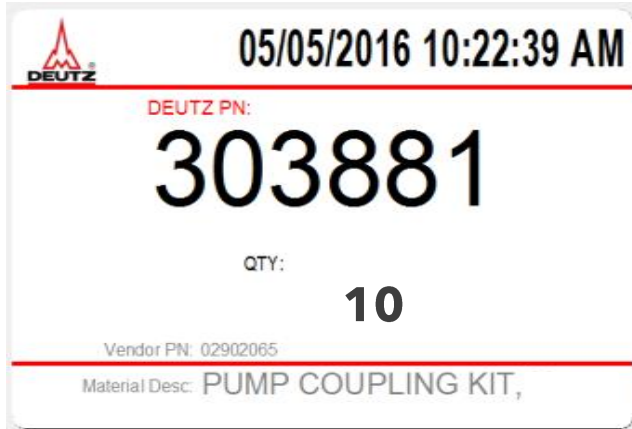 DEUTZ
05/05/2016 10:22:39 AM
DEUTZ PN:
303881
QTY:
10
Vendor PN: 02902065
Material Desc: PUMP COUPLING KIT,